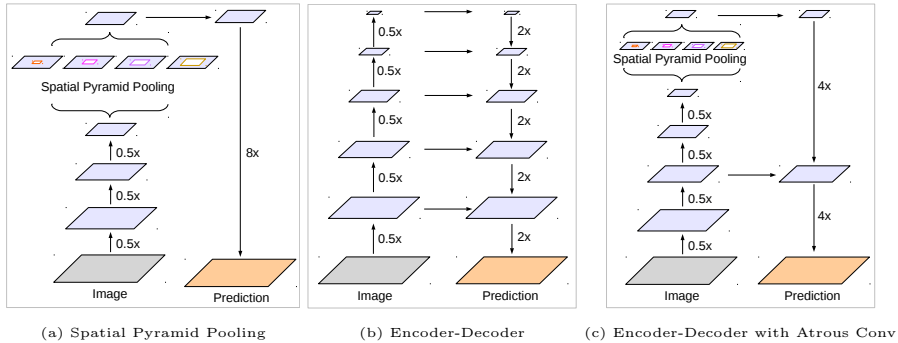 Spatial Pyramid Pooling
0.5x
0.5x
0.5x
8x
Image
Prediction
(a) Spatial Pyramid Pooling
0.5x
0.5x
0.5x
0.5x
0.5x
2x
2x
2x
2x
2x
Image
Prediction
(b) Encoder-Decoder
Spatial Pyramid Pooling
0.5x
0.5x
0.5x
0.5x
4x
4x
Image
Prediction
(c) Encoder-Decoder with Atrous Conv